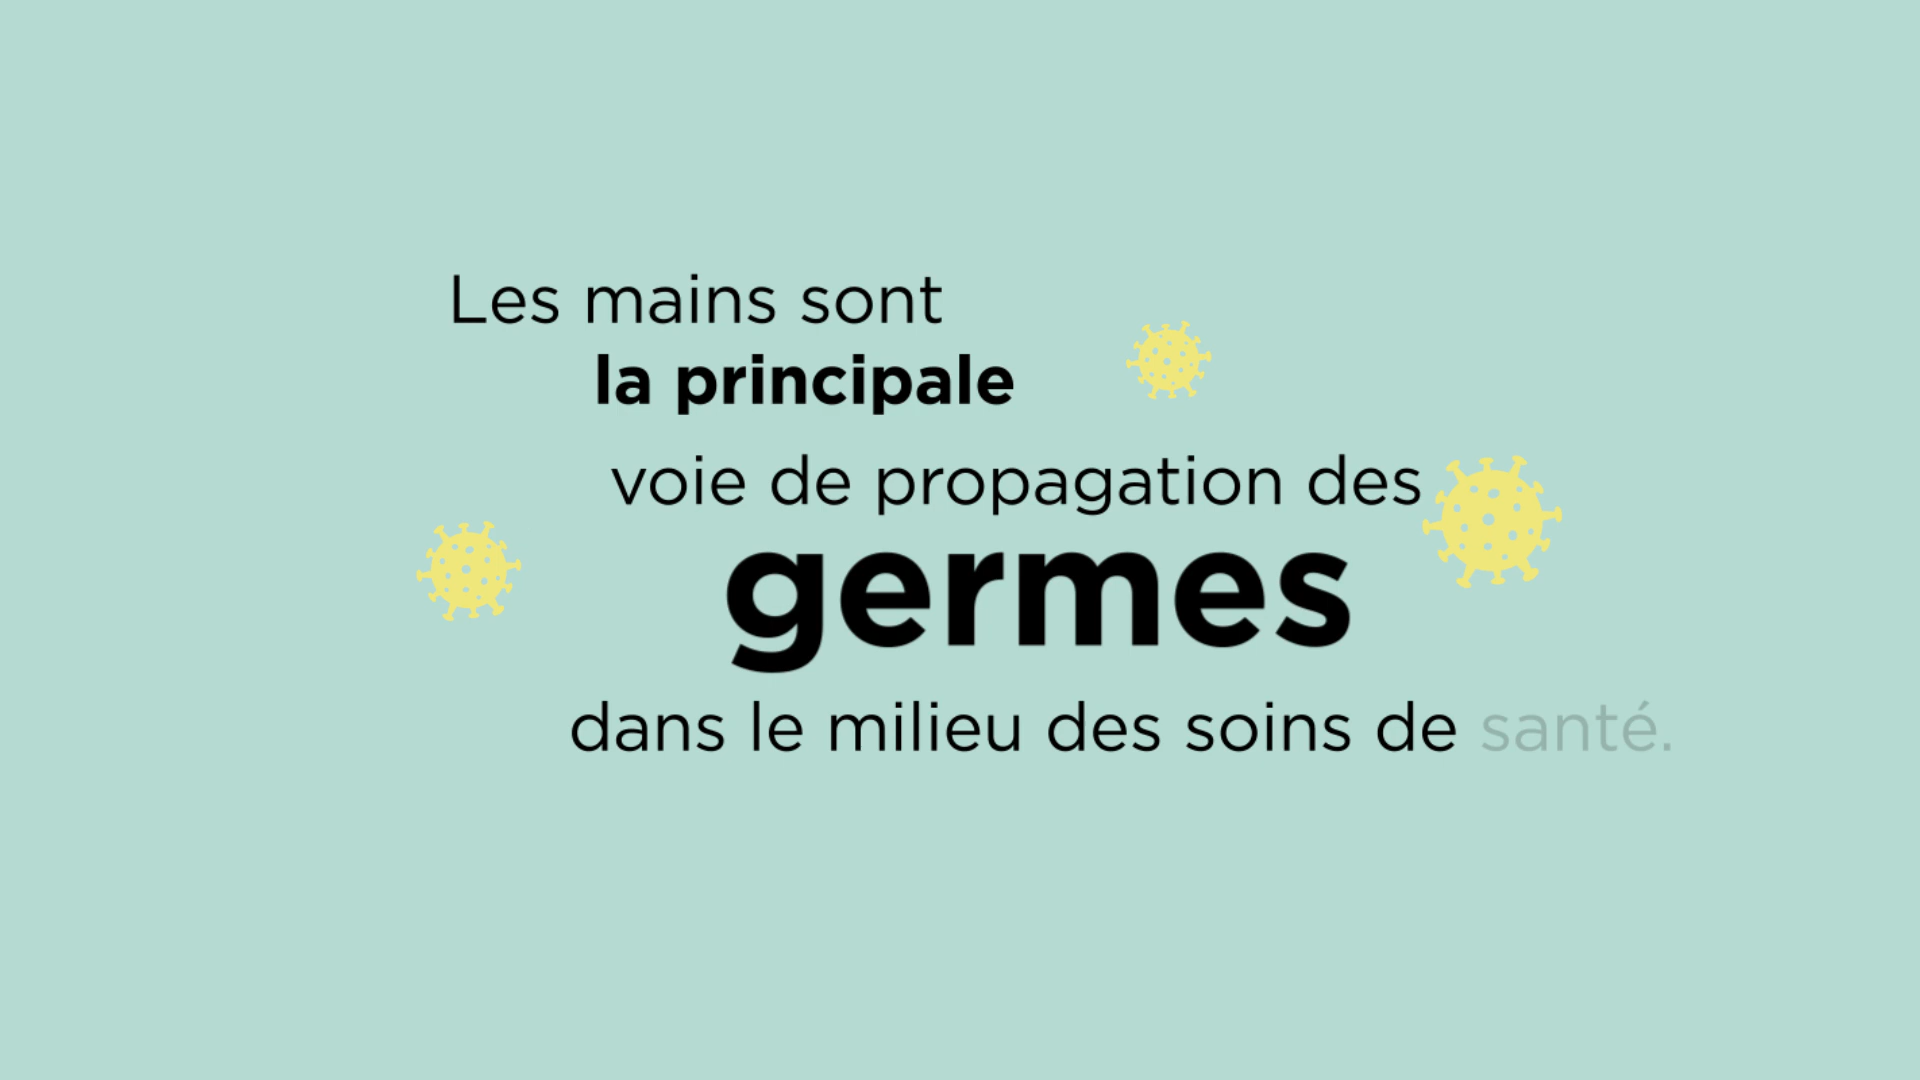 Les mains sont
la principale
voie de propagation des
germes
dans le milieu des soins de santé.